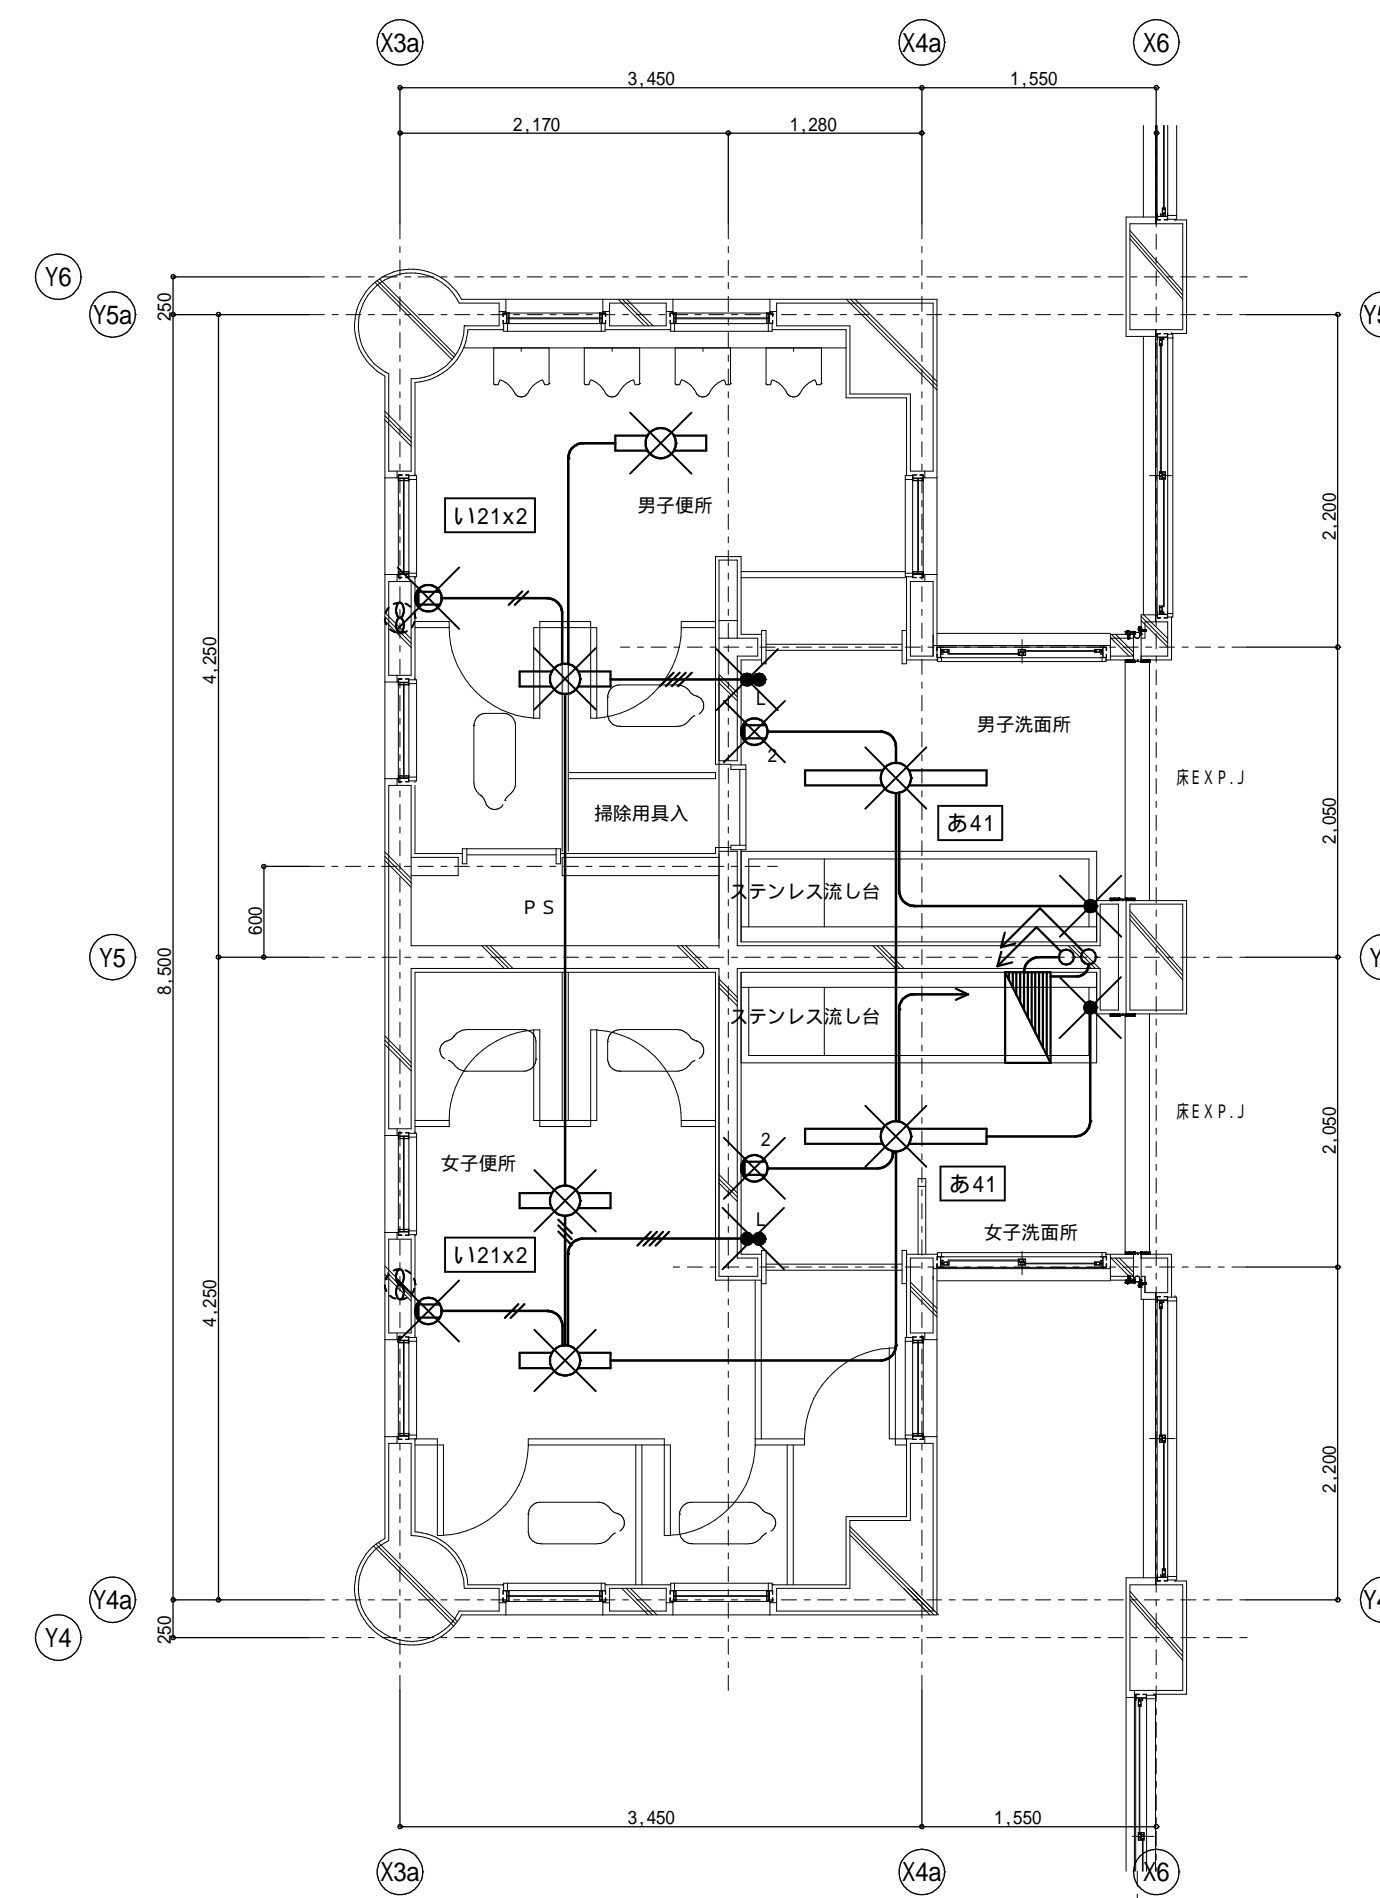 X3a
X4a
X6
3,450
1,550
2,170
1,280
Y6
Y5a
250
い21x2
男子便所
2,200
4,250
L
2
男子洗面所
床EXP.J
あ41
掃除用具入
2,050
ステンレス流し台
PS
600
Y5
8,500
ステンレス流し台
床EXP.J
2,050
2
女子便所
あ41
L
女子洗面所
い21x2
4,250
2,200
Y4a
Y4
250
3,450
1,550
X3a
X4a
X6